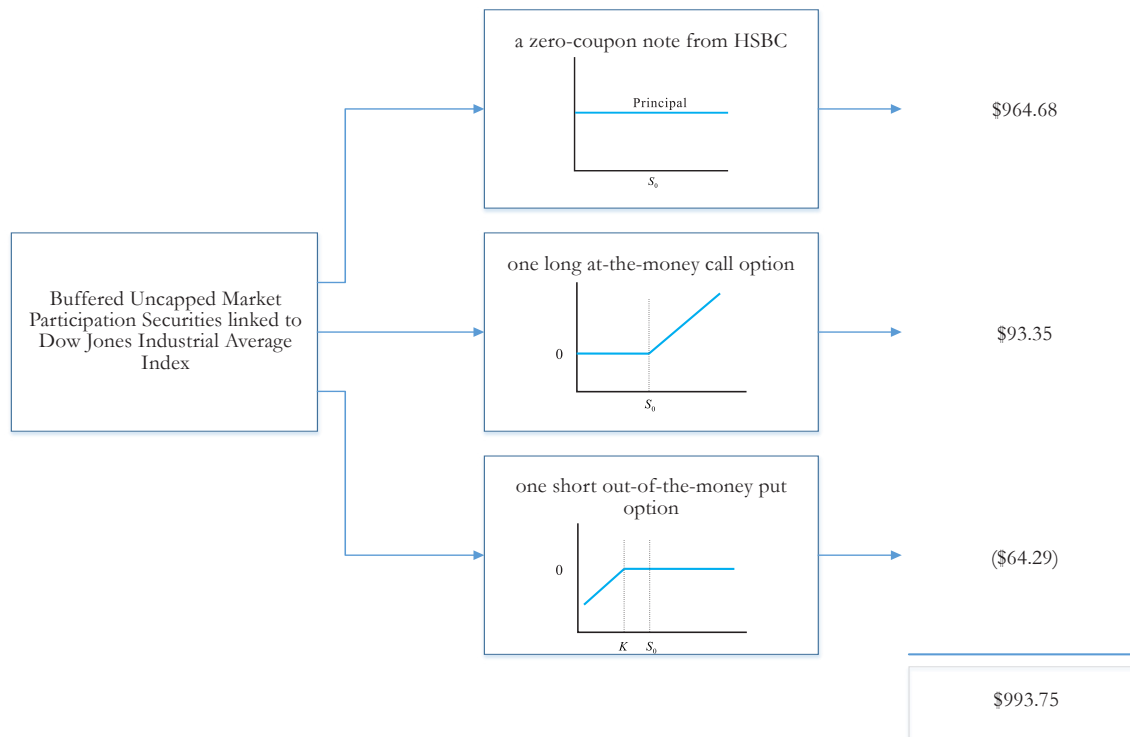 a zero-coupon note from HSBC
Principal
S₀
$964.68
Buffered Uncapped Market
Participation Securities linked to
Dow Jones Industrial Average
Index
one long at-the-money call option
0
S₀
$93.35
one short out-of-the-money put
option
0
K S₀
($64.29)
$993.75